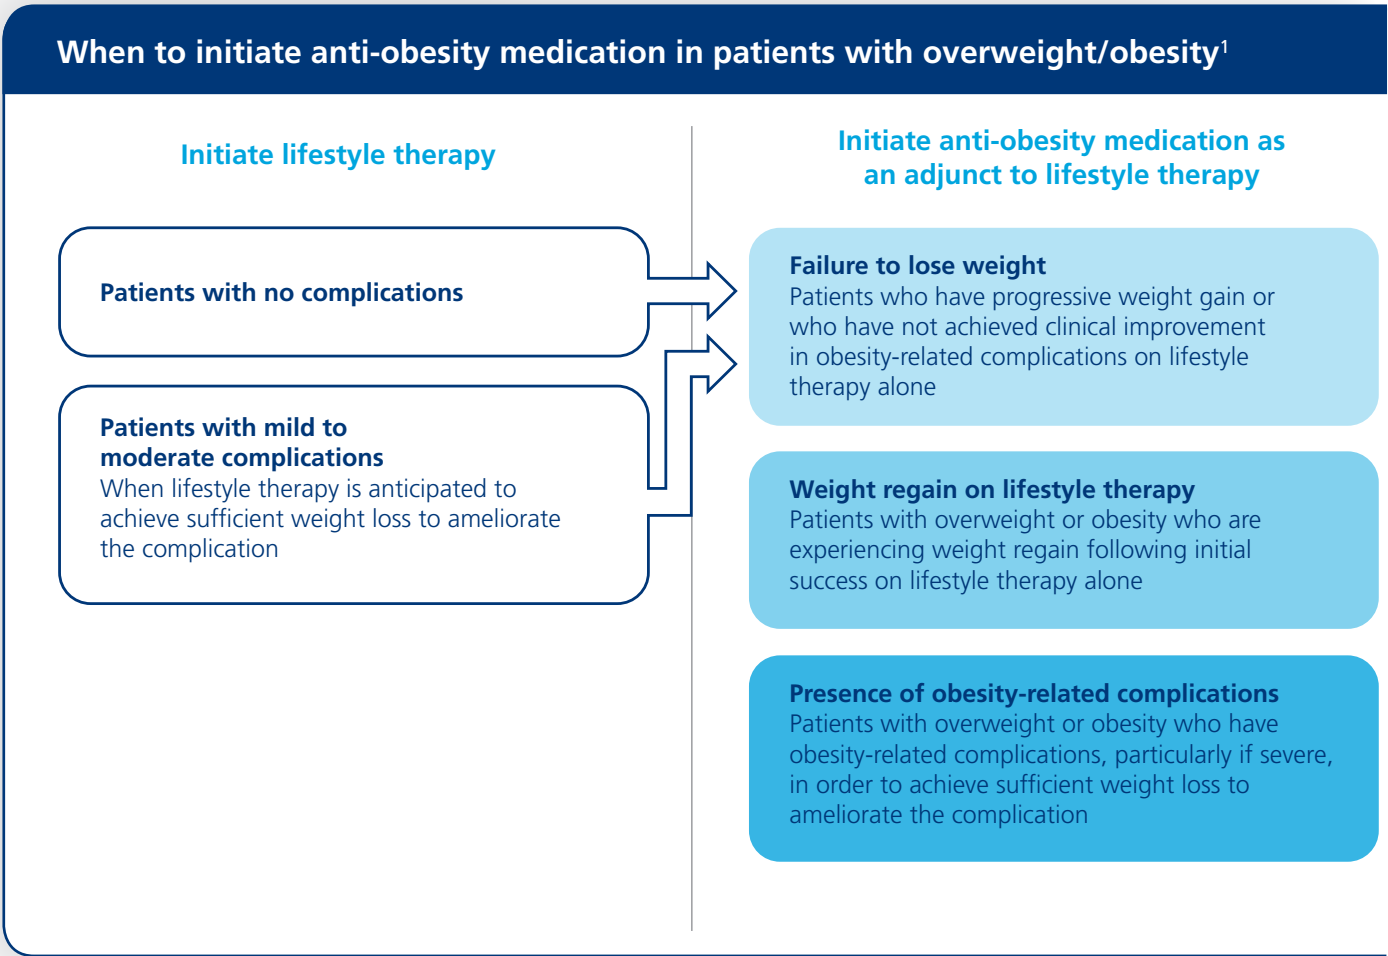 When to initiate anti-obesity medication in patients with overweight/obesity¹
Initiate lifestyle therapy
Patients with no complications
Patients with mild to
moderate complications
When lifestyle therapy is anticipated to
achieve sufficient weight loss to ameliorate
the complication
Initiate anti-obesity medication as
an adjunct to lifestyle therapy
Failure to lose weight
Patients who have progressive weight gain or
who have not achieved clinical improvement
in obesity-related complications on lifestyle
therapy alone
Weight regain on lifestyle therapy
Patients with overweight or obesity who are
experiencing weight regain following initial
success on lifestyle therapy alone
Presence of obesity-related complications
Patients with overweight or obesity who have
obesity-related complications, particularly if severe,
in order to achieve sufficient weight loss to
ameliorate the complication